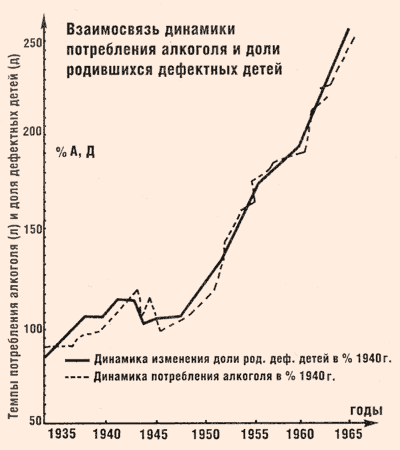 Взаимосвязь динамики
потребления алкоголя и доли
родившихся дефектных детей
% А, Д
Темпы потребления алкоголя (л) и доля дефектных детей (д)
250
200
150
100
50
Динамика изменения доли род. деф. детей в % 1940 г.
Динамика потребления алкоголя в % 1940 г.
годы
1935 1940 1945 1950 1955 1960 1965